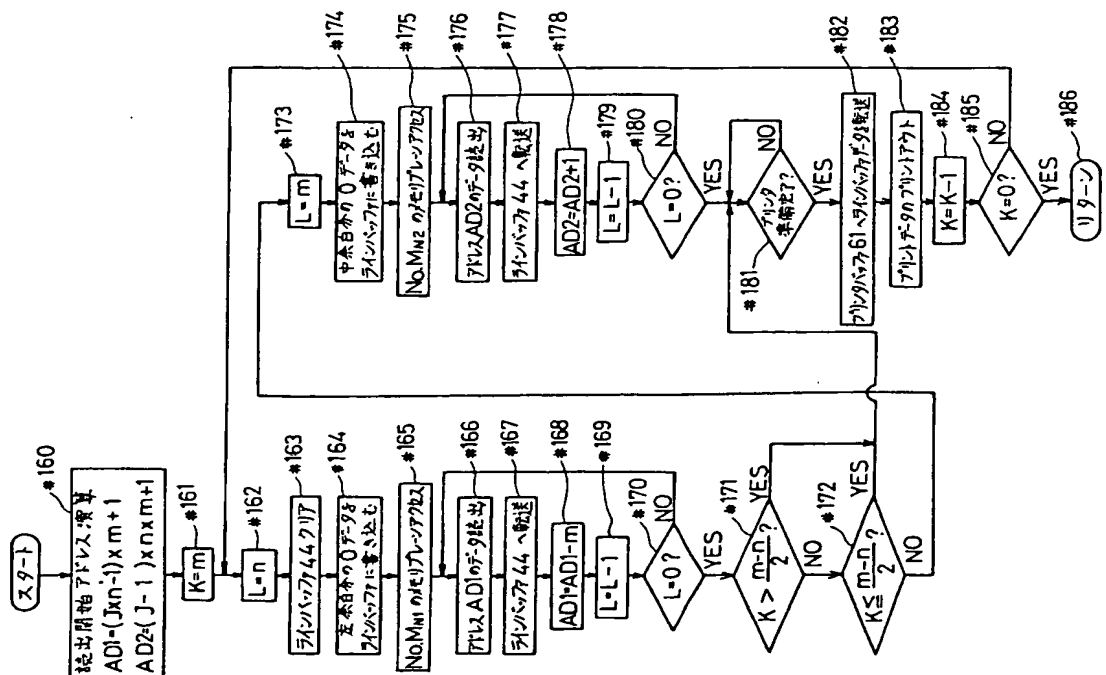 スタート
#160
読出開始アドレス演算
AD1=(J×n-1)×m+1
AD2=(J-1)×n×m+1
#161
K=m
#162
L=n
#163
ラインバッファ44クリア
#164
左余白分の0データを
ラインバッファに書き込む
#165
No.MN1のメモリプレーンアクセス
#166
アドレスAD1のデータ読出
#167
ラインバッファ44へ転送
#168
AD1=AD1-m
#169
L=L-1
#170
L=0?
NO
YES
#171
K>(m-n)/2?
YES
NO
#172
K≦(m-n)/2?
YES
NO
#173
L=m
#174
中余白分の0データを
ラインバッファに書き込む
#175
No.MN2のメモリプレーンアクセス
#176
アドレスAD2のデータ読出
#177
ラインバッファ44へ転送
#178
AD2=AD2+1
#179
L=L-1
#180
L=0?
NO
YES
#181
プリンタ
準備完了?
NO
YES
#182
プリンタバッファ61へラインバッファデータを転送
#183
プリントデータのプリントアウト
#184
K=K-1
#185
K=0?
NO
YES
#186
リターン